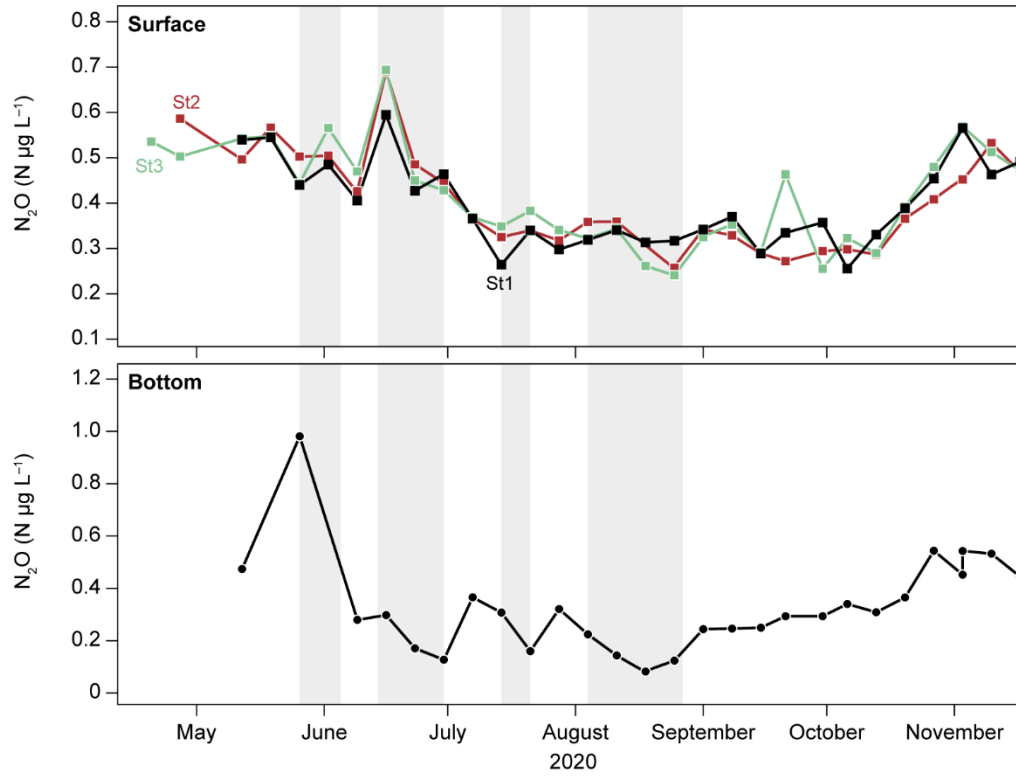 Surface
0.8
0.7
0.6
0.5
0.4
0.3
0.2
0.1
N₂O (N µg L⁻¹)
St2
St3
St1
Bottom
1.2
1.0
0.8
0.6
0.4
0.2
0
N₂O (N µg L⁻¹)
May June July August September October November
2020